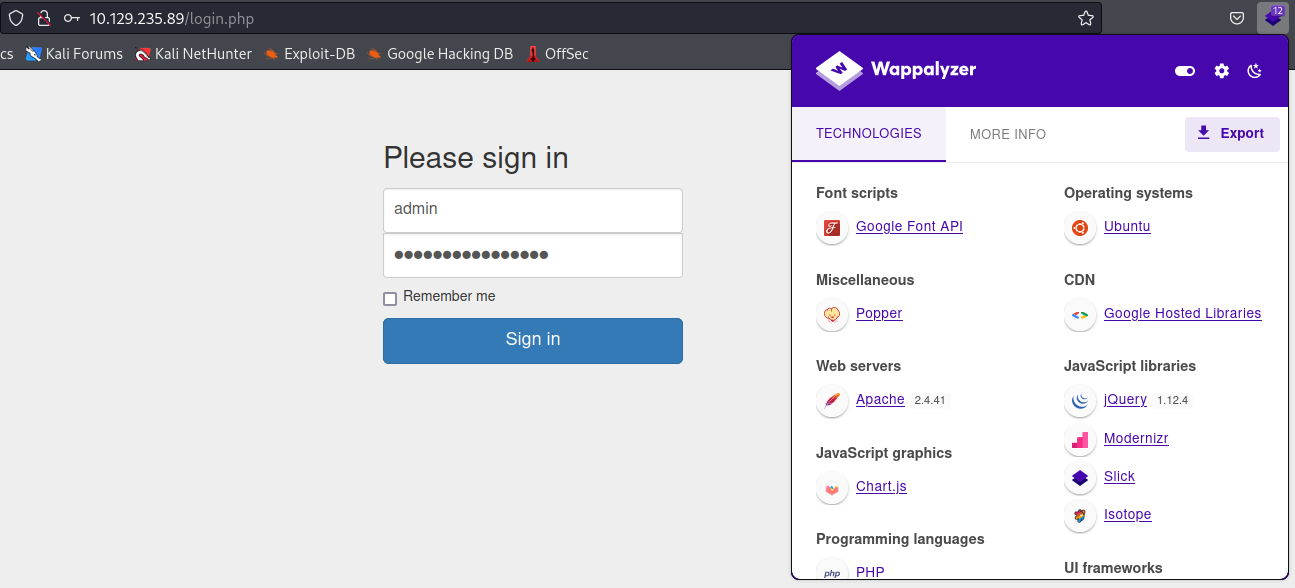 10.129.235.89/login.php
12
cs Kali Forums Kali NetHunter Exploit-DB Google Hacking DB OffSec
Please sign in
admin
Remember me
Sign in
W Wappalyzer
TECHNOLOGIES
MORE INFO
Export
Font scripts
Google Font API
Miscellaneous
Popper
Web servers
Apache 2.4.41
JavaScript graphics
Chart.js
Programming languages
php PHP
Operating systems
Ubuntu
CDN
Google Hosted Libraries
JavaScript libraries
jQuery 1.12.4
Modernizr
Slick
Isotope
UI frameworks